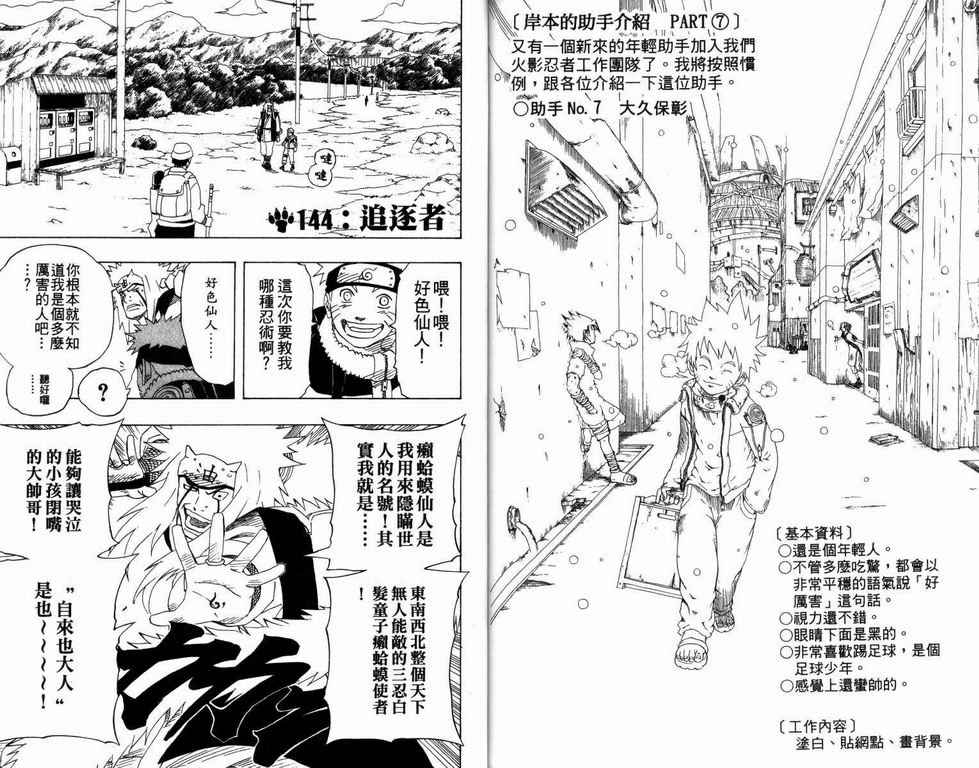 〔岸本的助手介紹 PART⑦〕
又有一個新來的年輕助手加入我們
火影忍者工作團隊了。我將按照慣
例，跟各位介紹一下這位助手。
○助手No.7 大久保彰
〔基本資料〕
○還是個年輕人。
○不管多麼吃驚，都會以
非常平穩的語氣說「好
厲害」這句話。
○視力還不錯。
○眼睛下面是黑的。
○非常喜歡踢足球，是個
足球少年。
○感覺上還蠻帥的。
〔工作內容〕
塗白、貼網點、畫背景。
噠
噠
144：追逐者
喂！喂！
好色仙人！
這次你要教我
哪種忍術啊？
好色仙人……
你根本就不知
道我是個多麼
厲害的人吧…
…？
聽好囉
……
？
癩蛤蟆仙人是
我用來隱瞞世
人的名號！其
實我就是……
東南西北整個天下
無人能敵的三忍白
髮童子癩蛤蟆使者
！
能夠讓哭泣
的小孩閉嘴
的大帥哥！
"自來也大人"
是也～～～～！
油